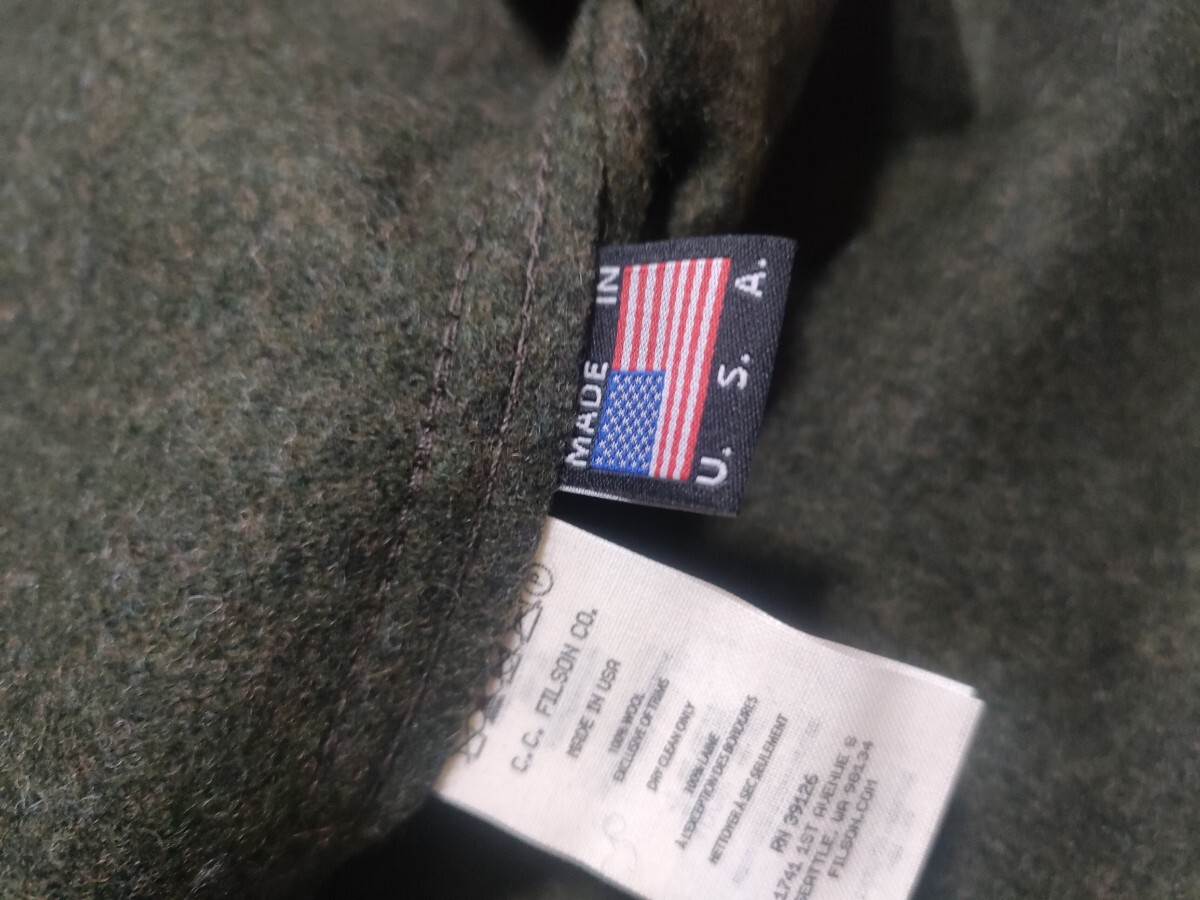 MADE IN
U. S. A.
C.C. FILSON CO.
MADE IN USA
100% WOOL
EXCLUSIVE OF TRIMS
DRY CLEAN ONLY
100% LAINE
À L'EXCEPTION DES BORDURES
NETTOYER À SEC SEULEMENT
RN 39126
1741 1ST AVENUE S
SEATTLE, WA 98134
FILSON.COM